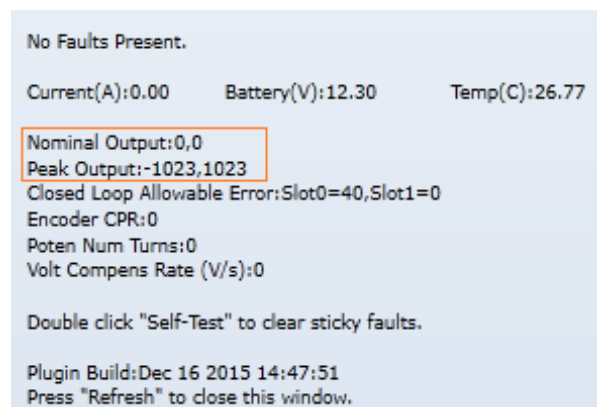 No Faults Present.
Current(A):0.00 Battery(V):12.30 Temp(C):26.77
Nominal Output:0,0
Peak Output:-1023,1023
Closed Loop Allowable Error:Slot0=40,Slot1=0
Encoder CPR:0
Poten Num Turns:0
Volt Compens Rate (V/s):0
Double click "Self-Test" to clear sticky faults.
Plugin Build:Dec 16 2015 14:47:51
Press "Refresh" to close this window.